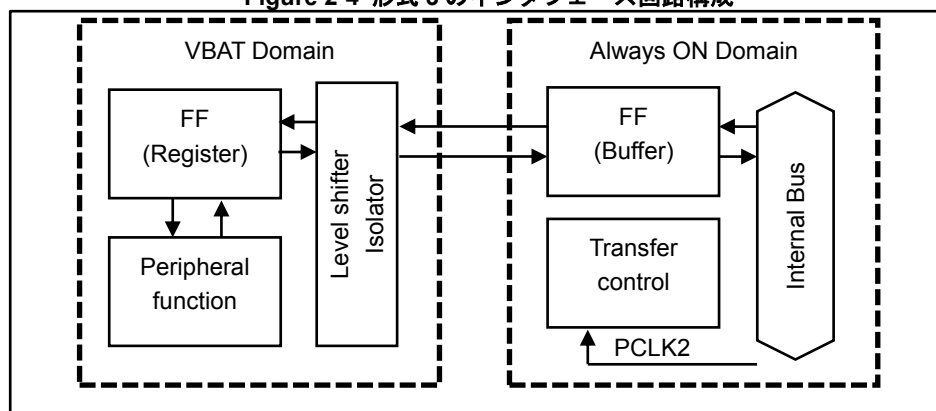 Figure 2-4 形式 3 のインタフェース回路構成
VBAT Domain
FF
(Register)
Peripheral
function
Level shifter
Isolator
Always ON Domain
FF
(Buffer)
Transfer
control
PCLK2
Internal Bus